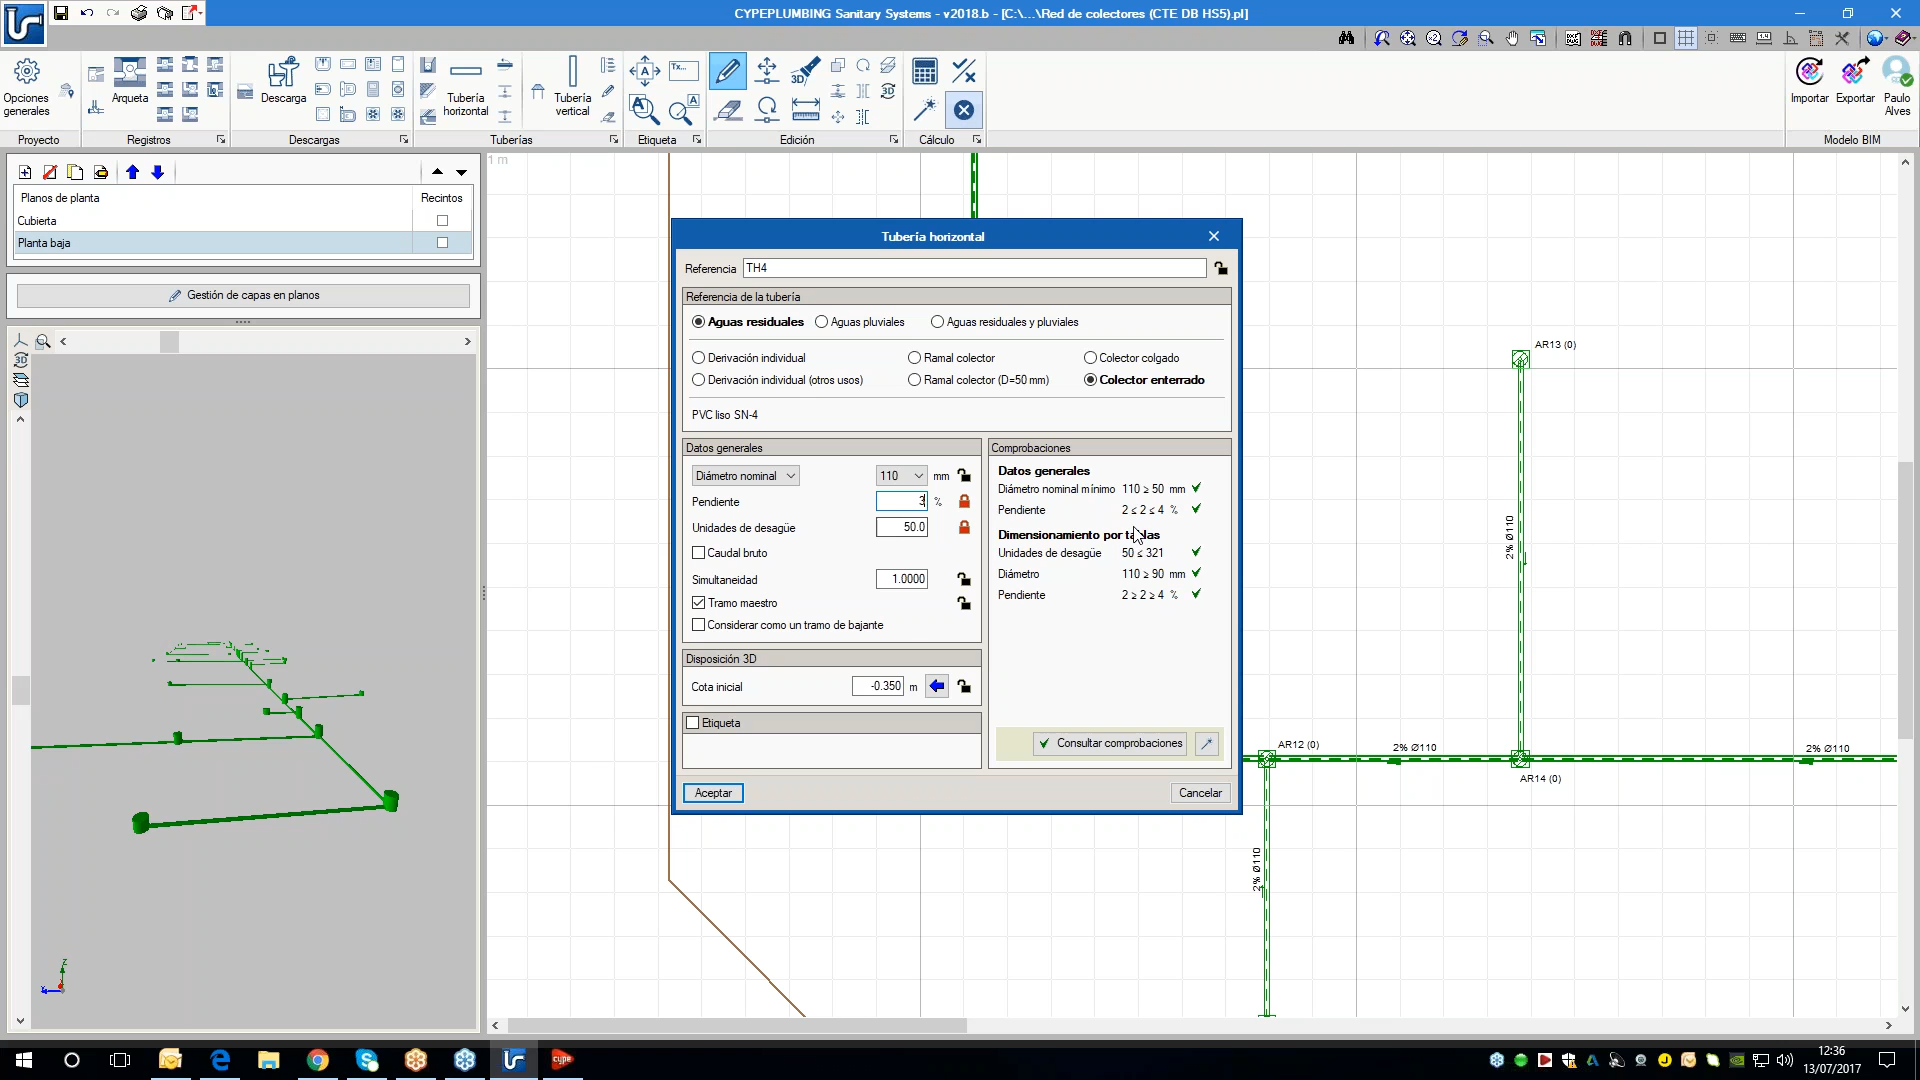 CYPEPLUMBING Sanitary Systems - v2018.b - [C:\...\Red de colectores (CTE DB HS5).pl]
Opciones generales
Arqueta
Descarga
Tubería horizontal
Tubería vertical
Importar
Exportar
Paulo Alves
Proyecto
Registros
Descargas
Tuberías
Etiqueta
Edición
Cálculo
Modelo BIM
Planos de planta
Recintos
Cubierta
Planta baja
Gestión de capas en planos
1 m
Tubería horizontal
Referencia
TH4
Referencia de la tubería
Aguas residuales
Aguas pluviales
Aguas residuales y pluviales
Derivación individual
Ramal colector
Colector colgado
Derivación individual (otros usos)
Ramal colector (D=50 mm)
Colector enterrado
PVC liso SN-4
Datos generales
Diámetro nominal
110
mm
Pendiente
3
%
Unidades de desagüe
50.0
Caudal bruto
Simultaneidad
1.0000
Tramo maestro
Considerar como un tramo de bajante
Disposición 3D
Cota inicial
-0.350
m
Etiqueta
Comprobaciones
Datos generales
Diámetro nominal mínimo 110 ≥ 50 mm
Pendiente 2 ≤ 2 ≤ 4 %
Dimensionamiento por tablas
Unidades de desagüe 50 ≤ 321
Diámetro 110 ≥ 90 mm
Pendiente 2 ≥ 2 ≥ 4 %
Consultar comprobaciones
Aceptar
Cancelar
AR13 (0)
2% Ø110
AR12 (0)
2% Ø110
2% Ø110
AR14 (0)
2% Ø110
12:36
13/07/2017